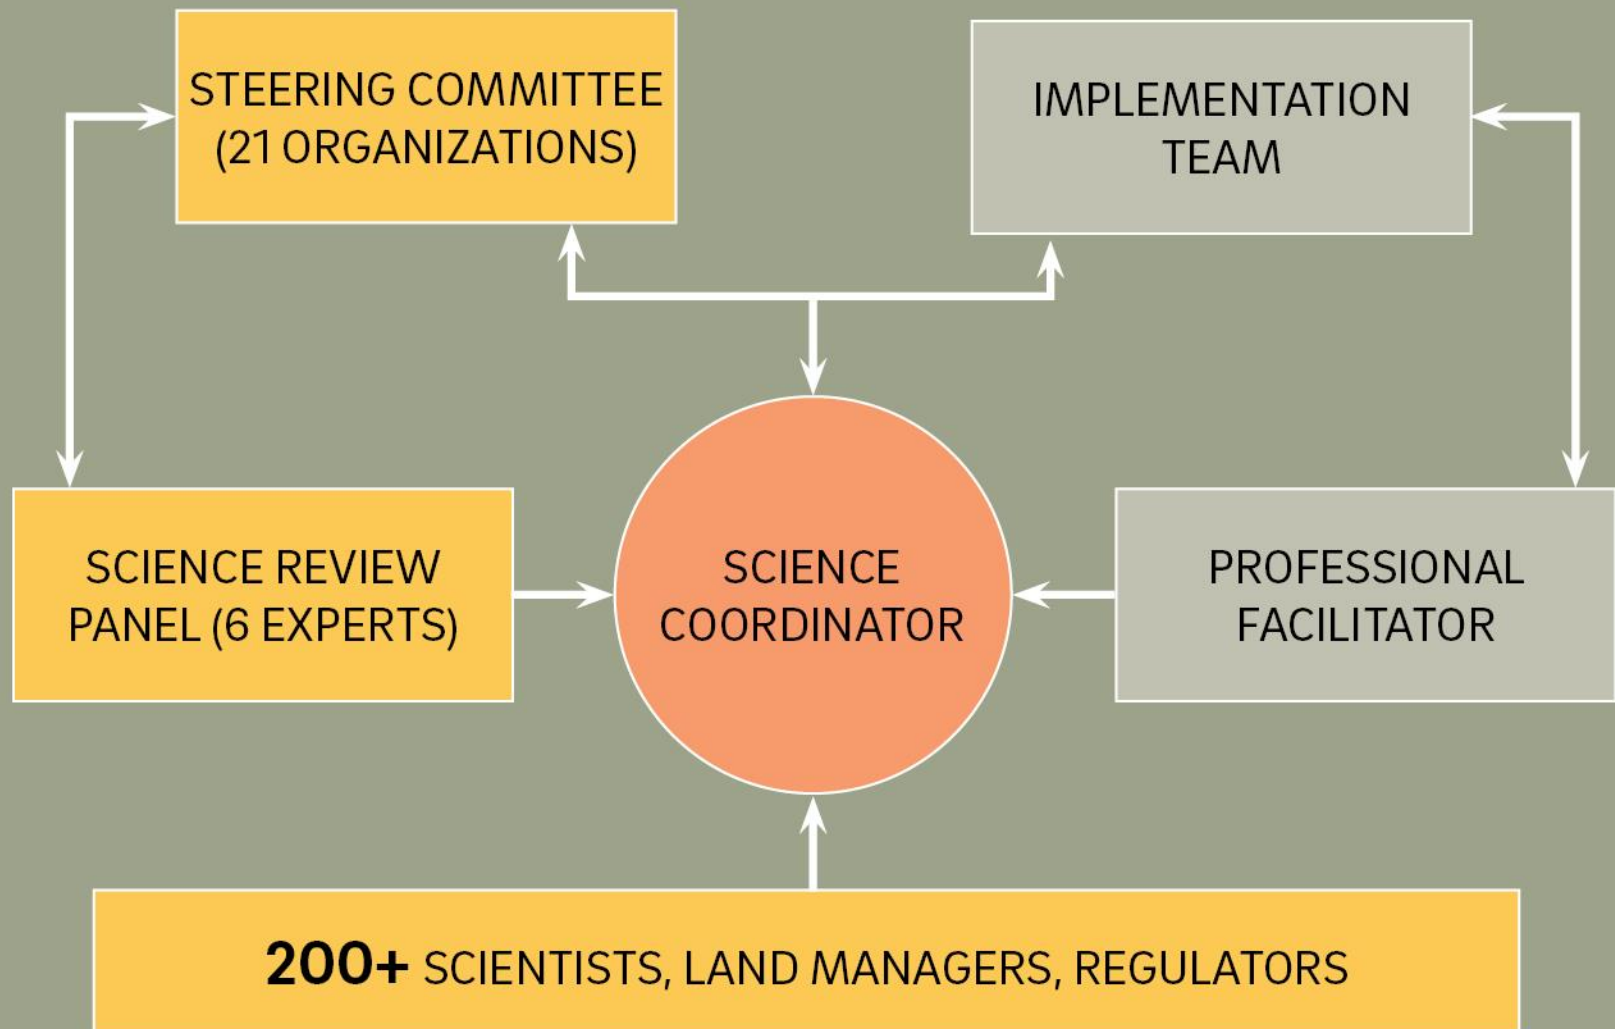 STEERING COMMITTEE
(21 ORGANIZATIONS)
IMPLEMENTATION
TEAM
SCIENCE REVIEW
PANEL (6 EXPERTS)
SCIENCE
COORDINATOR
PROFESSIONAL
FACILITATOR
200+ SCIENTISTS, LAND MANAGERS, REGULATORS